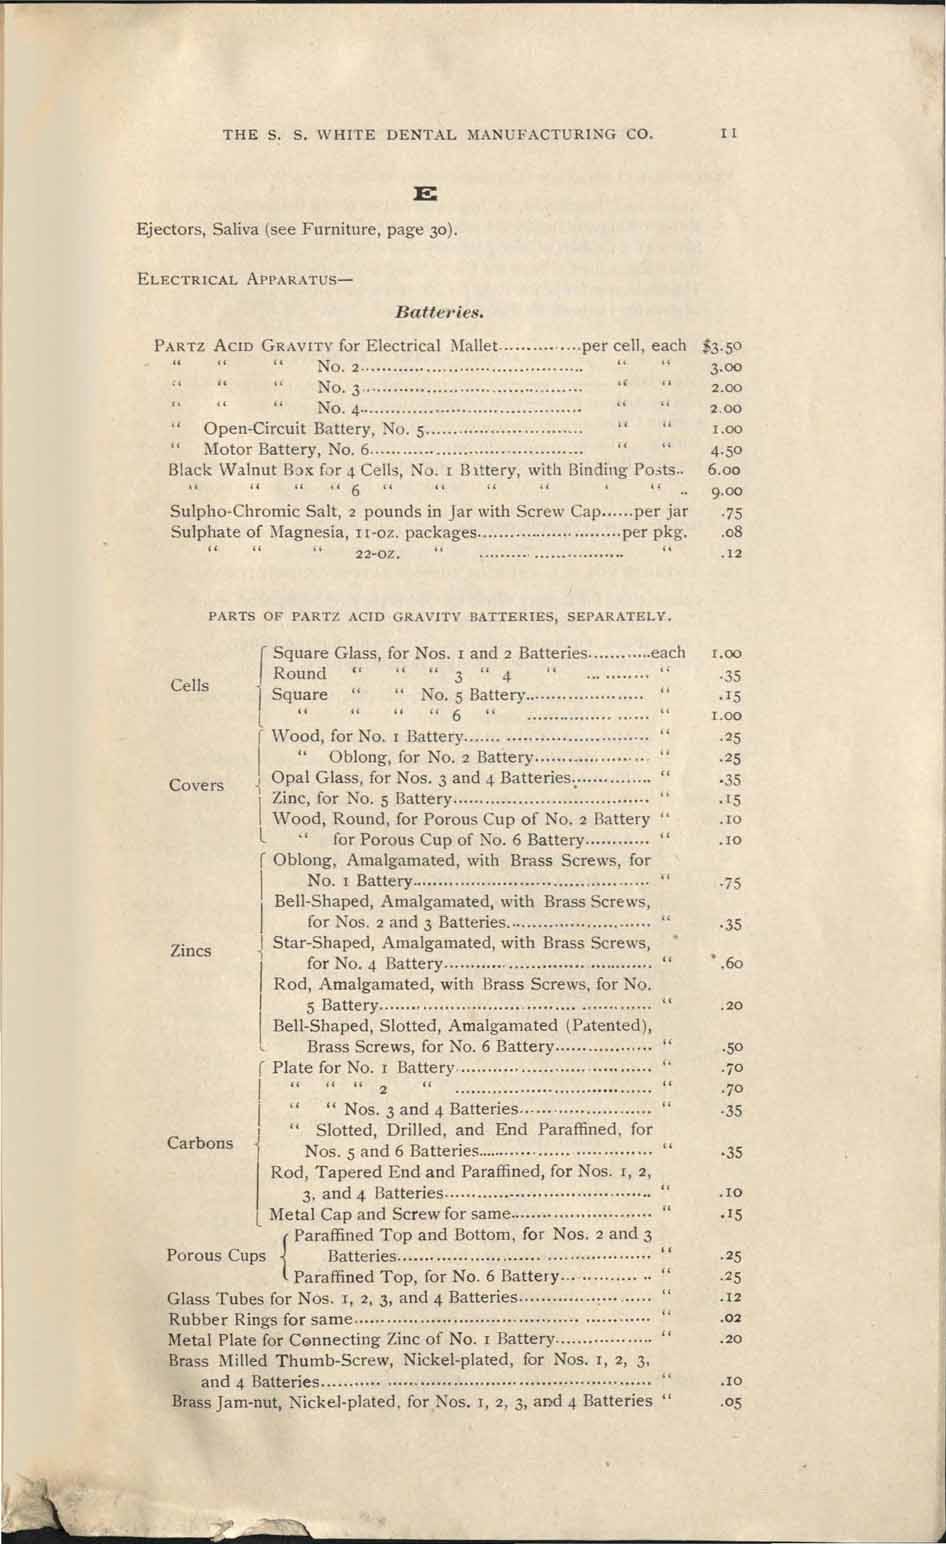 THE S. S. WHITE DENTAL MANUFACTURING CO. 11
E
Ejectors, Saliva (see Furniture, page 30).
ELECTRICAL APPARATUS—
Batteries.
PARTZ ACID GRAVITY for Electrical Mallet..............per cell, each $3.50
“ “ “ No. 2.......................................... “ “ 3.00
“ “ “ No. 3.......................................... “ “ 2.00
“ “ “ No. 4.......................................... “ “ 2.00
“ Open-Circuit Battery, No. 5.............................. “ “ 1.00
“ Motor Battery, No. 6........................................ “ “ 4.50
Black Walnut Box for 4 Cells, No. 1 Battery, with Binding Posts.. 6.00
“ “ “ “ 6 “ “ “ “ ‘ “ .. 9.00
Sulpho-Chromic Salt, 2 pounds in Jar with Screw Cap......per jar .75
Sulphate of Magnesia, 11-oz. packages...........................per pkg. .08
“ “ “ 22-oz. “ ........................... “ .12
PARTS OF PARTZ ACID GRAVITY BATTERIES, SEPARATELY.
Cells
Square Glass, for Nos. 1 and 2 Batteries............each 1.00
Round “ “ “ 3 “ 4 “ ............ “ .35
Square “ “ No. 5 Battery...................... “ .15
“ “ “ “ 6 “ ....................... “ 1.00
Covers
Wood, for No. 1 Battery................................... “ .25
“ Oblong, for No. 2 Battery..................... “ .25
Opal Glass, for Nos. 3 and 4 Batteries............... “ .35
Zinc, for No. 5 Battery..................................... “ .15
Wood, Round, for Porous Cup of No. 2 Battery “ .10
“ for Porous Cup of No. 6 Battery............ “ .10
Zincs
Oblong, Amalgamated, with Brass Screws, for
No. 1 Battery............................................. “ .75
Bell-Shaped, Amalgamated, with Brass Screws,
for Nos. 2 and 3 Batteries........................... “ .35
Star-Shaped, Amalgamated, with Brass Screws,
for No. 4 Battery....................................... “ .60
Rod, Amalgamated, with Brass Screws, for No.
5 Battery................................................... “ .20
Bell-Shaped, Slotted, Amalgamated (Patented),
Brass Screws, for No. 6 Battery.................. “ .50
Carbons
Plate for No. 1 Battery..................................... “ .70
“ “ “ 2 “ ..................................... “ .70
“ “ Nos. 3 and 4 Batteries......................... “ .35
“ Slotted, Drilled, and End Paraffined, for
Nos. 5 and 6 Batteries................................ “ .35
Rod, Tapered End and Paraffined, for Nos. 1, 2,
3, and 4 Batteries....................................... “ .10
Metal Cap and Screw for same.......................... “ .15
Porous Cups
Paraffined Top and Bottom, for Nos. 2 and 3
Batteries................................................ “ .25
Paraffined Top, for No. 6 Battery............... “ .25
Glass Tubes for Nos. 1, 2, 3, and 4 Batteries......................... “ .12
Rubber Rings for same........................................................ “ .02
Metal Plate for Connecting Zinc of No. 1 Battery.................. “ .20
Brass Milled Thumb-Screw, Nickel-plated, for Nos. 1, 2, 3,
and 4 Batteries.............................................................. “ .10
Brass Jam-nut, Nickel-plated, for Nos. 1, 2, 3, and 4 Batteries “ .05